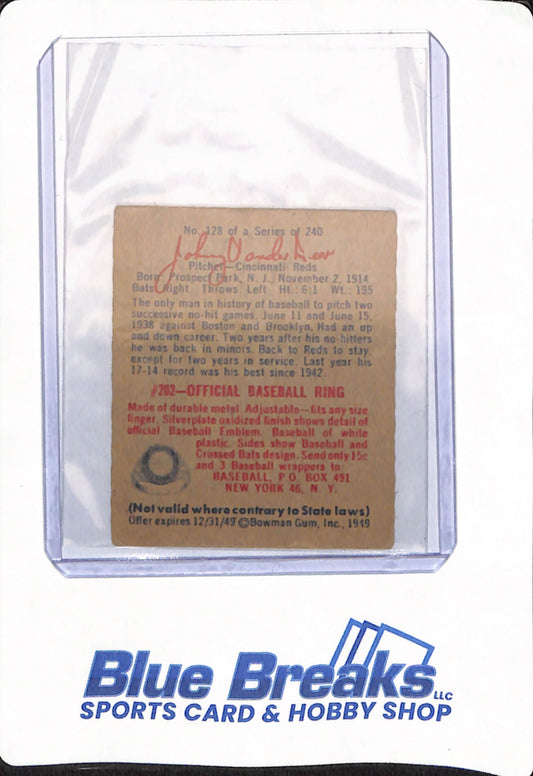 No. 128 of a Series of 240
Johnny Vander Meer
Pitcher—Cincinnati Reds
Born: Prospect Park, N. J., November 2, 1914
Bats: Right Throws: Left Ht.: 6:1 Wt.: 195
The only man in history of baseball to pitch two
successive no-hit games, June 11 and June 15,
1938 against Boston and Brooklyn. Had an up
and down career. Two years after his no-hitters
he was back in minors. Back to Reds to stay,
except for two years in service. Last year his
17-14 record was his best since 1942.
#202—OFFICIAL BASEBALL RING
Made of durable metal. Adjustable—fits any size
finger. Silverplate oxidized finish shows detail of
official Baseball Emblem. Baseball of white
plastic. Sides show Baseball and
Crossed Bats design. Send only 15c
and 3 Baseball wrappers to
BASEBALL, P.O. BOX 491
NEW YORK 46, N. Y.
(Not valid where contrary to State laws)
Offer expires 12/31/49 ©Bowman Gum, Inc., 1949
Blue Breaks LLC
SPORTS CARD & HOBBY SHOP